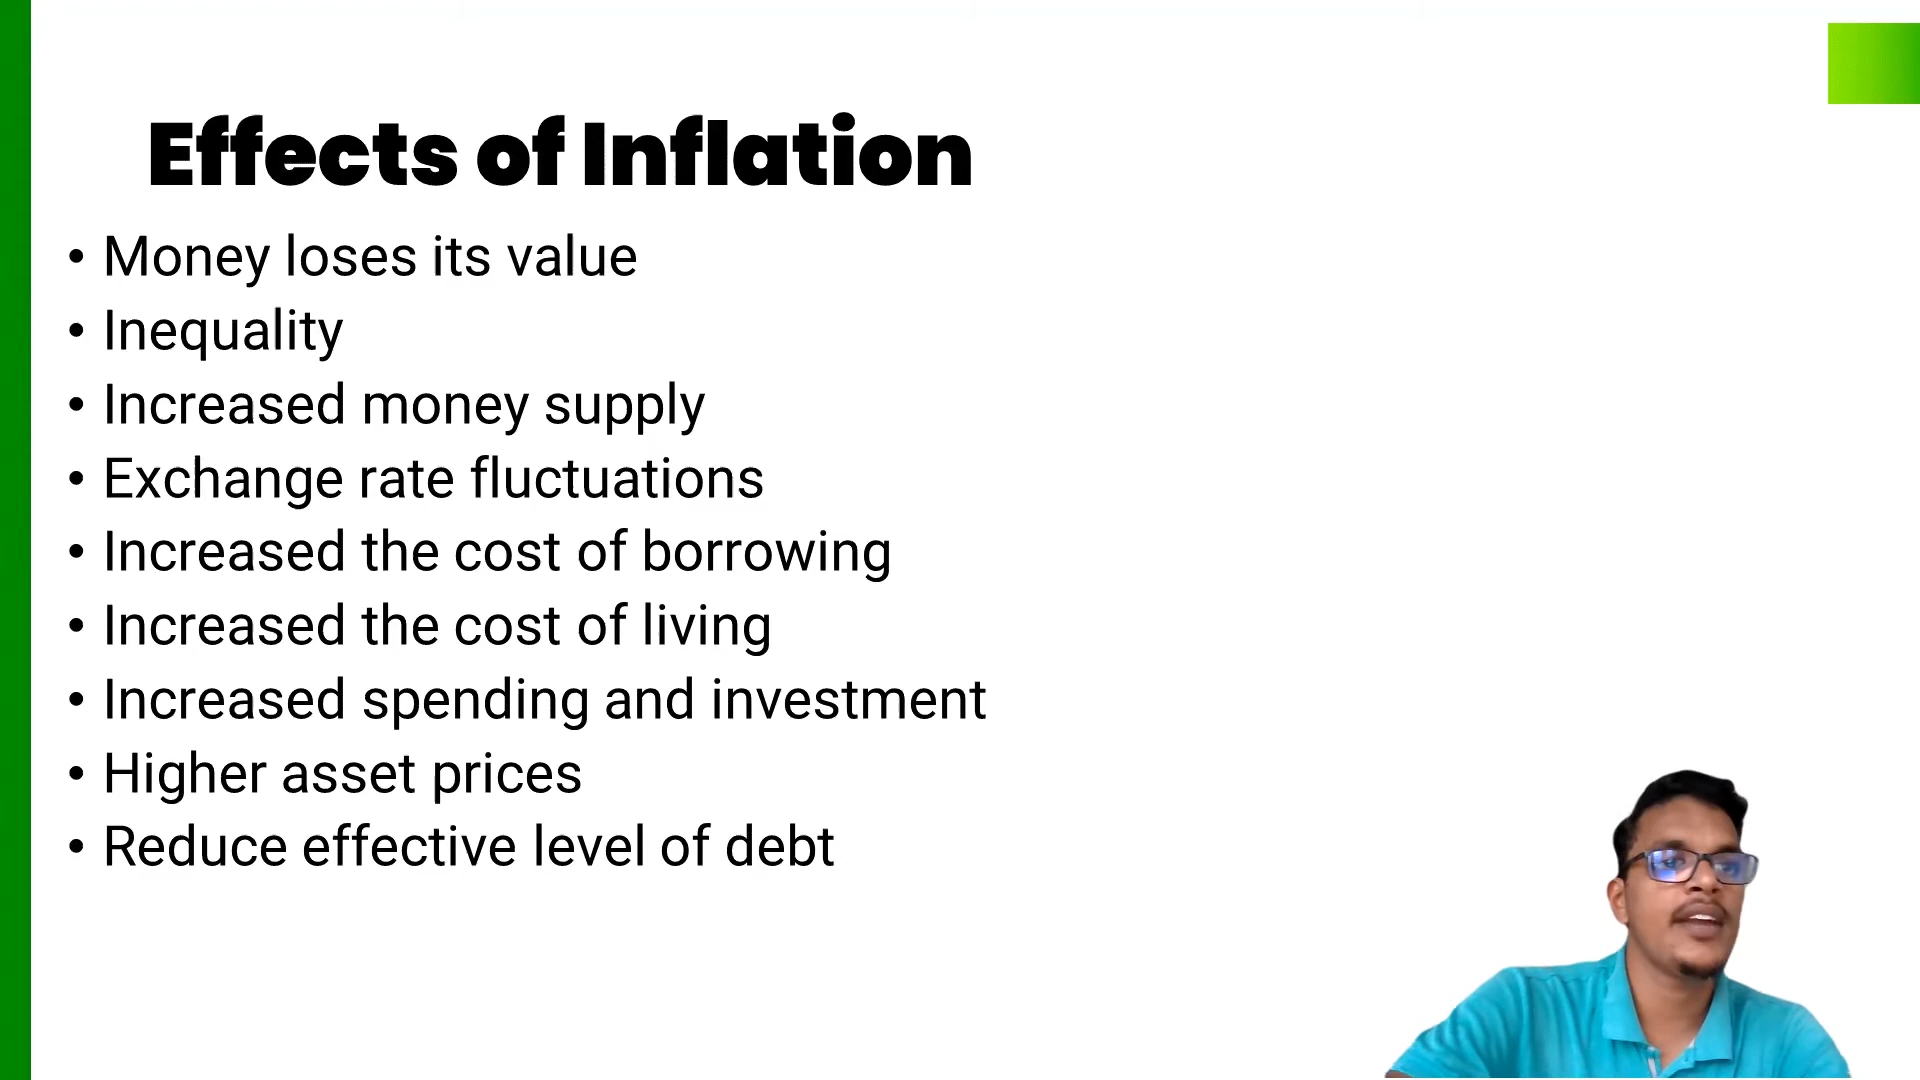 Effects of Inflation
• Money loses its value
• Inequality
• Increased money supply
• Exchange rate fluctuations
• Increased the cost of borrowing
• Increased the cost of living
• Increased spending and investment
• Higher asset prices
• Reduce effective level of debt